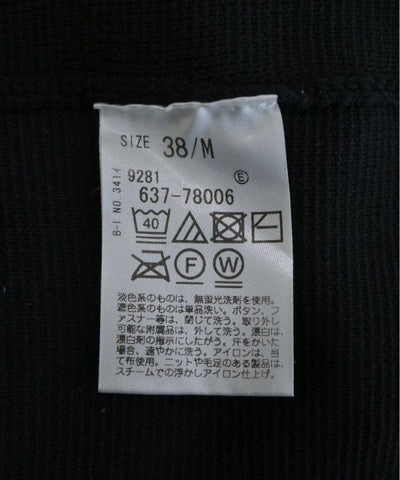 SIZE 38/M
9281 Ⓔ
637-78006
B-1 NO. 3414
40
F W
淡色系のものは、無蛍光洗剤を使用。
濃色系のものは単品洗い。ボタン、フ
ァスナー等は、閉じて洗う。取り外し
可能な附属品は、外して洗う。漂白は、
漂白剤の指示にしたがう。汗をかいた
場合、速やかに洗う。アイロンは、当
て布使用。ニットや毛足のある製品は、
スチームでの浮かしアイロン仕上げ。